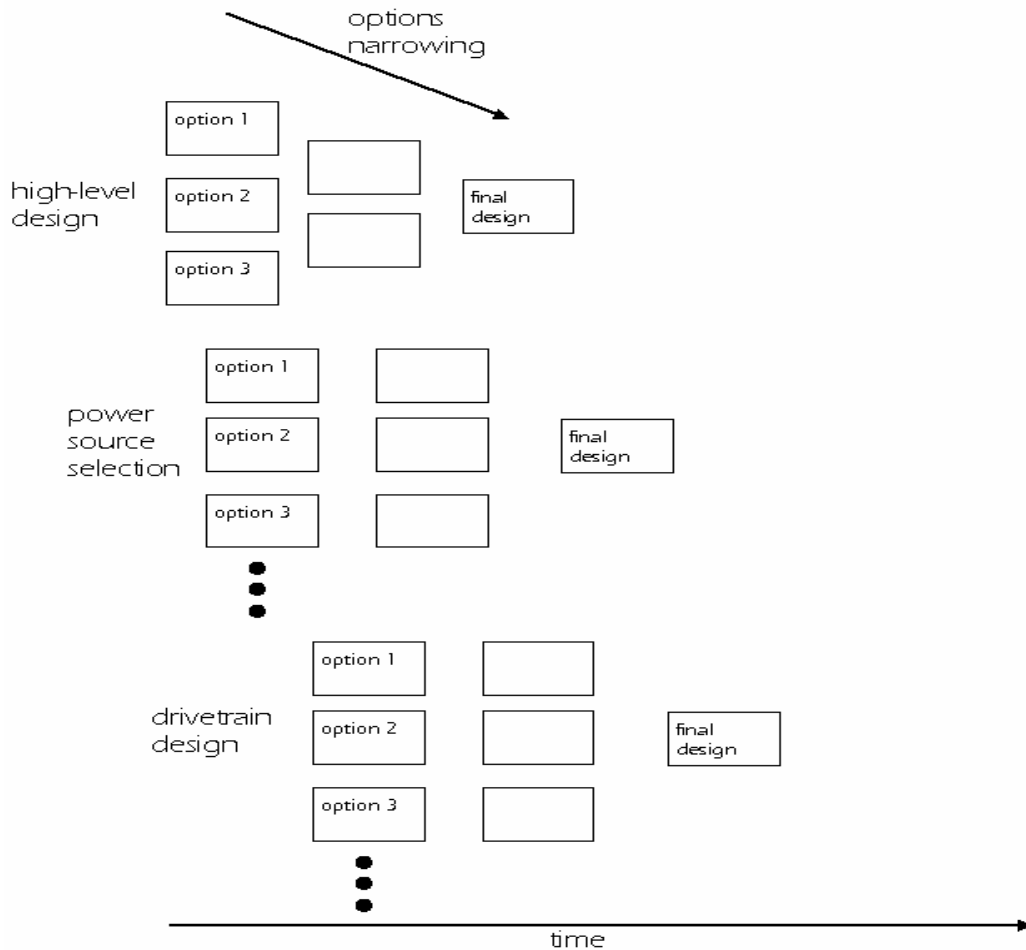 options
narrowing
option 1
high-level
design
option 2
final
design
option 3
option 1
power
source
selection
option 2
final
design
option 3
option 1
drivetrain
design
option 2
final
design
option 3
time